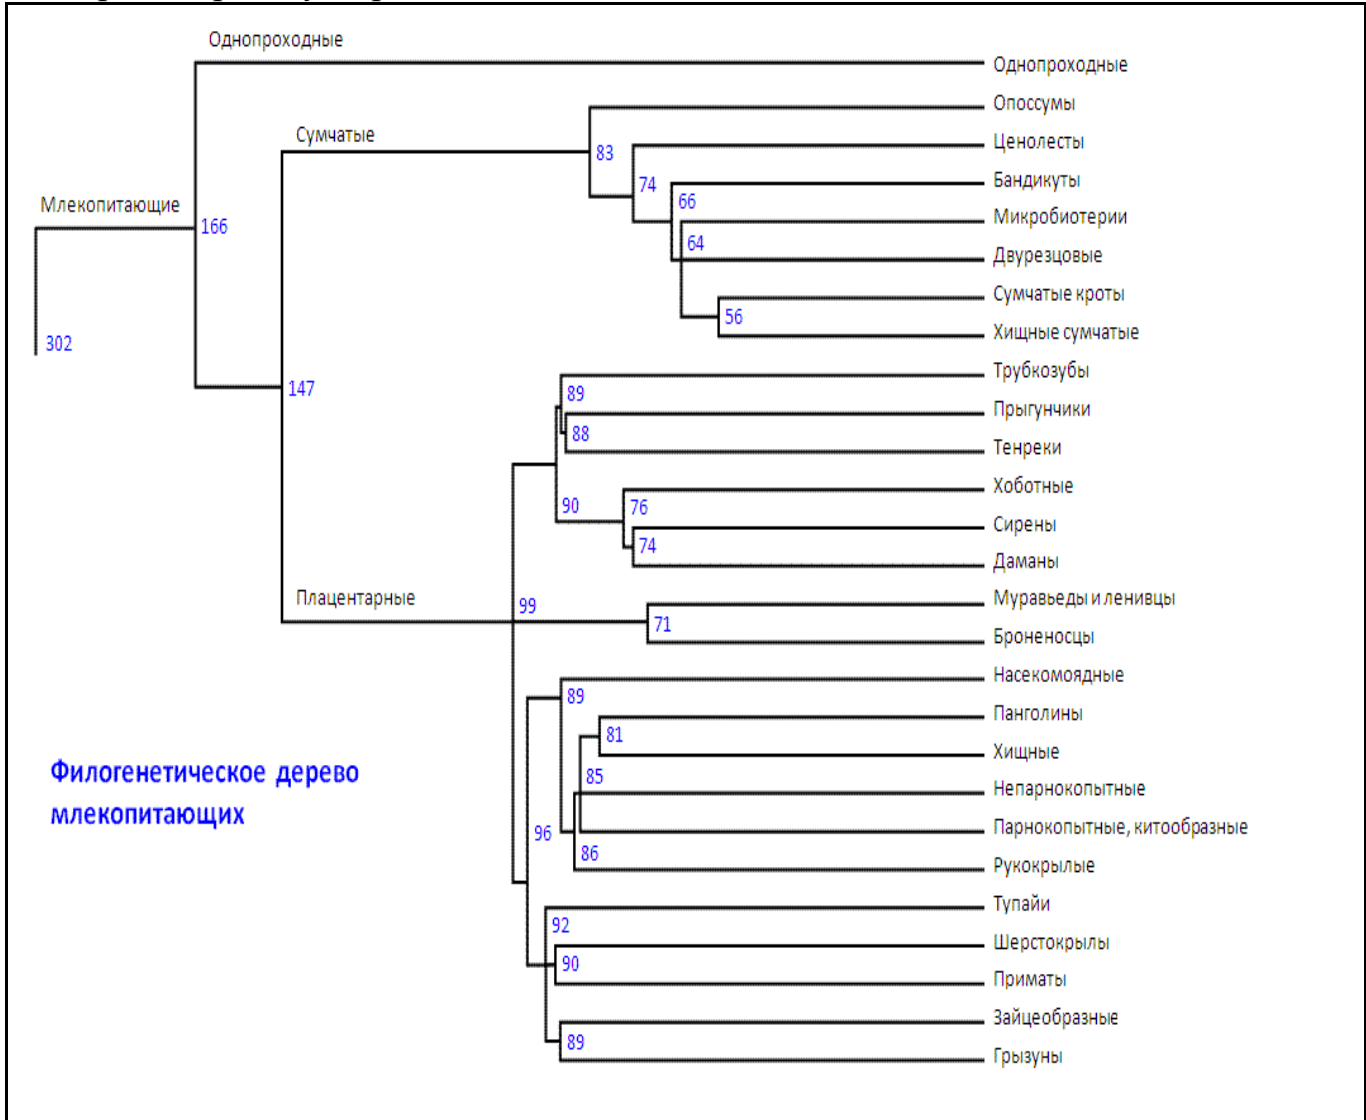 Однопроходные
Однопроходные
Опоссумы
Сумчатые
Ценолесты
83
Бандикуты
74
66
Млекопитающие
Микробиотерии
166
64
Двурезцовые
Сумчатые кроты
56
Хищные сумчатые
302
Трубкозубы
147
89
Прыгунчики
88
Тенреки
Хоботные
90
76
Сирены
74
Даманы
Плацентарные
99
Муравьеды и ленивцы
71
Броненосцы
Насекомоядные
89
Панголины
81
Хищные
Филогенетическое дерево
млекопитающих
85
Непарнокопытные
96
Парнокопытные, китообразные
86
Рукокрылые
Тупайи
92
Шерстокрылы
90
Приматы
Зайцеобразные
89
Грызуны